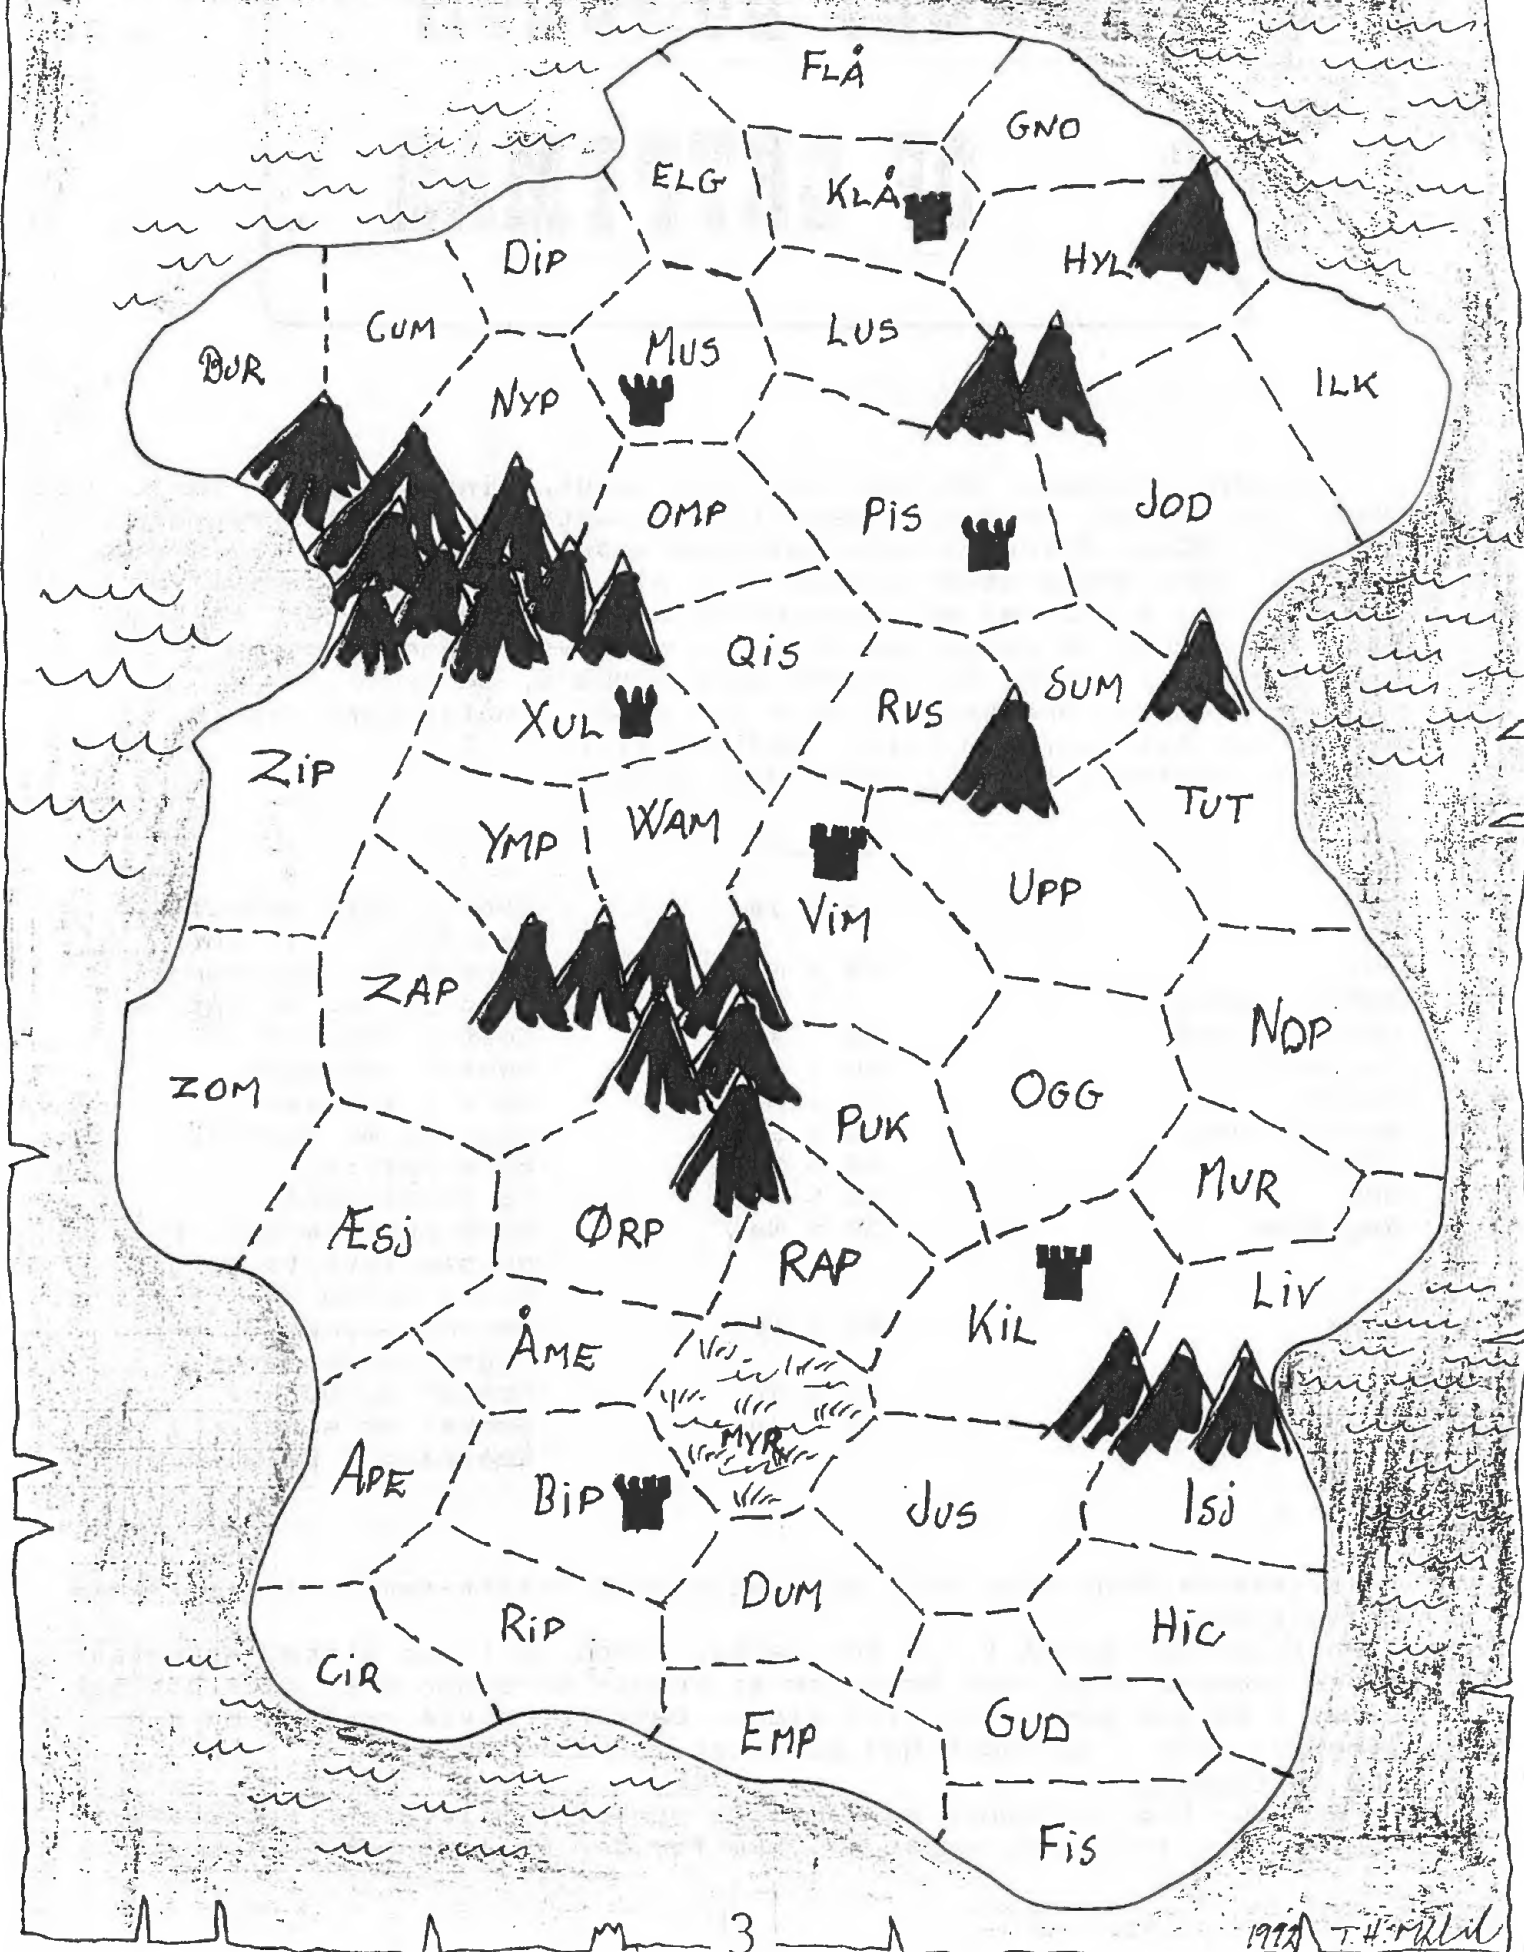 FLÅ
GNO
ELG
KLÅ
DiP
HYL
CUM
LUS
MUS
BUR
NYP
ILK
OMP
PiS
JOD
QiS
SUM
RUS
XUL
ZiP
TUT
WAM
YMP
UPP
ViM
ZAP
NOP
ZOM
OGG
PUK
MUR
ÆSj
ØRP
RAP
LiV
KiL
ÅME
MYR
APE
BiP
JUS
ISj
DUM
RiP
HiC
CiR
GUD
EMP
FiS
3
1992 T.H.